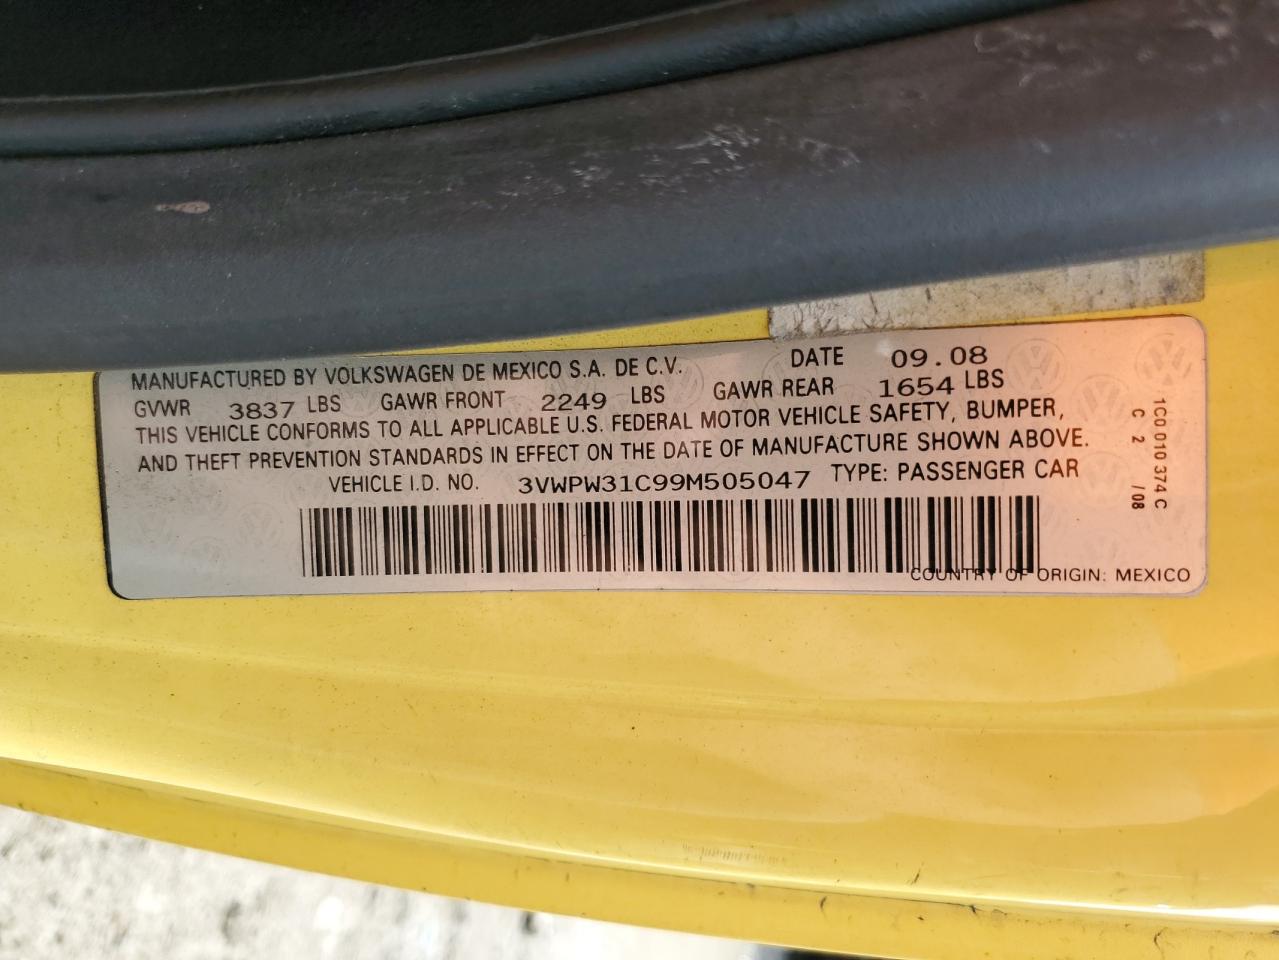 MANUFACTURED BY VOLKSWAGEN DE MEXICO S.A. DE C.V. DATE 09.08
GVWR 3837 LBS GAWR FRONT 2249 LBS GAWR REAR 1654 LBS
THIS VEHICLE CONFORMS TO ALL APPLICABLE U.S. FEDERAL MOTOR VEHICLE SAFETY, BUMPER,
AND THEFT PREVENTION STANDARDS IN EFFECT ON THE DATE OF MANUFACTURE SHOWN ABOVE.
VEHICLE I.D. NO. 3VWPW31C99M505047 TYPE: PASSENGER CAR
COUNTRY OF ORIGIN: MEXICO
1C0 010 374 C
C 2 /08